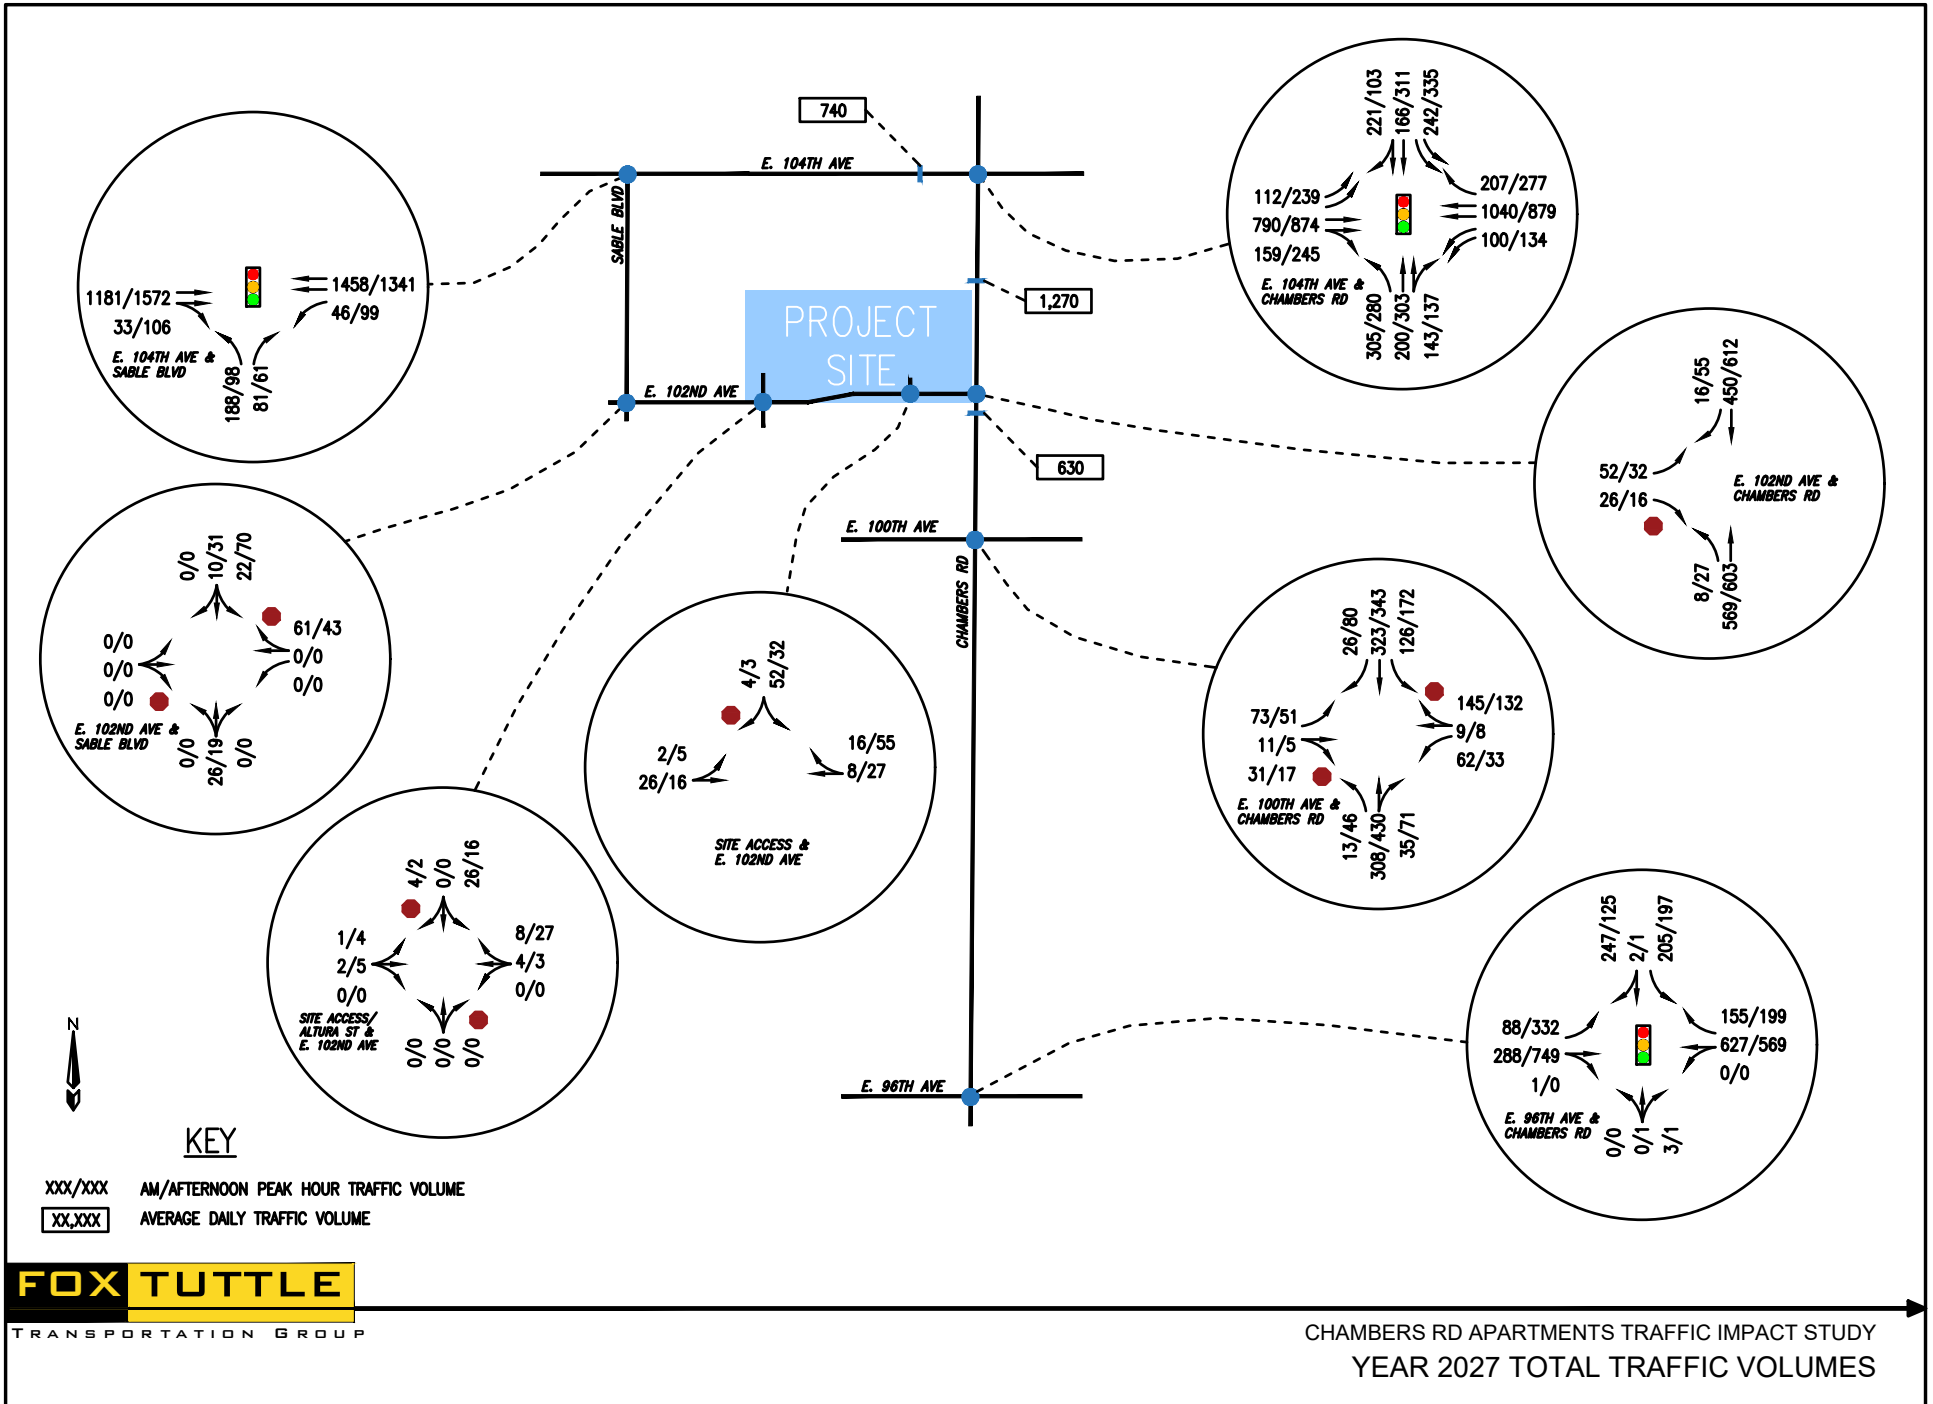 740
E. 104TH AVE
SABLE BLVD
1,270
PROJECT
SITE
E. 102ND AVE
630
E. 100TH AVE
CHAMBERS RD
E. 96TH AVE
1181/1572
33/106
1458/1341
46/99
188/98
81/61
E. 104TH AVE &
SABLE BLVD
221/103
166/311
242/335
112/239
790/874
159/245
207/277
1040/879
100/134
305/280
200/303
143/137
E. 104TH AVE &
CHAMBERS RD
16/55
450/612
52/32
26/16
8/27
569/603
E. 102ND AVE &
CHAMBERS RD
0/0
10/31
22/70
0/0
0/0
0/0
61/43
0/0
0/0
0/0
26/19
0/0
E. 102ND AVE &
SABLE BLVD
4/3
52/32
2/5
26/16
16/55
8/27
SITE ACCESS &
E. 102ND AVE
26/80
323/343
126/172
73/51
11/5
31/17
145/132
9/8
62/33
13/46
308/430
35/71
E. 100TH AVE &
CHAMBERS RD
4/2
0/0
26/16
1/4
2/5
0/0
8/27
4/3
0/0
0/0
0/0
0/0
SITE ACCESS/
ALTURA ST &
E. 102ND AVE
247/125
2/1
205/197
88/332
288/749
1/0
155/199
627/569
0/0
0/0
0/1
3/1
E. 96TH AVE &
CHAMBERS RD
N
KEY
XXX/XXX AM/AFTERNOON PEAK HOUR TRAFFIC VOLUME
XX,XXX AVERAGE DAILY TRAFFIC VOLUME
FOX TUTTLE
TRANSPORTATION GROUP
CHAMBERS RD APARTMENTS TRAFFIC IMPACT STUDY
YEAR 2027 TOTAL TRAFFIC VOLUMES